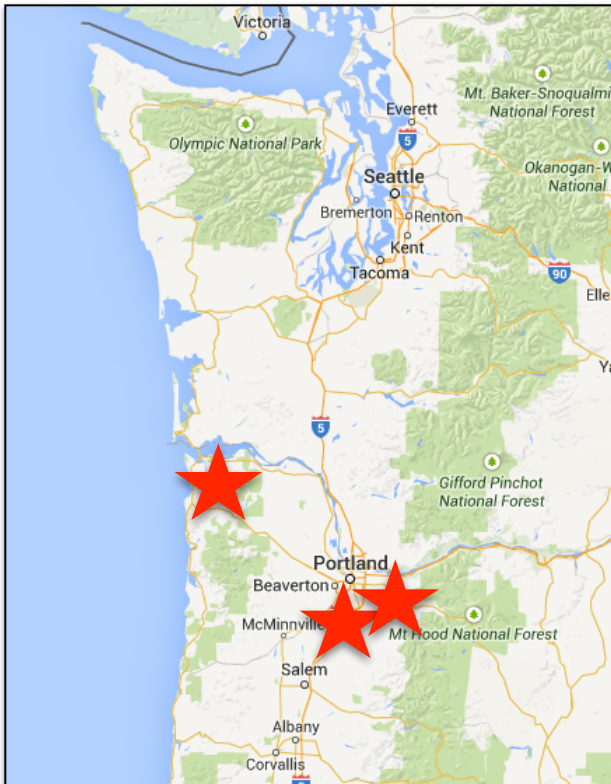 Victoria
Mt. Baker-Snoqualmi
National Forest
Everett
5
Olympic National Park
Okanogan-W
National
Seattle
Bremerton
Renton
Kent
90
Tacoma
Elle
Ya
5
Gifford Pinchot
National Forest
Portland
Beaverton
McMinnville
Mt Hood National Forest
Salem
Albany
Corvallis